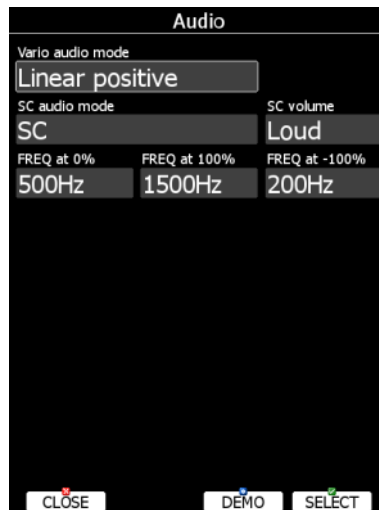 Audio
Vario audio mode
Linear positive
SC audio mode SC volume
SC Loud
FREQ at 0% FREQ at 100% FREQ at -100%
500Hz 1500Hz 200Hz
CLOSE DEMO SELECT